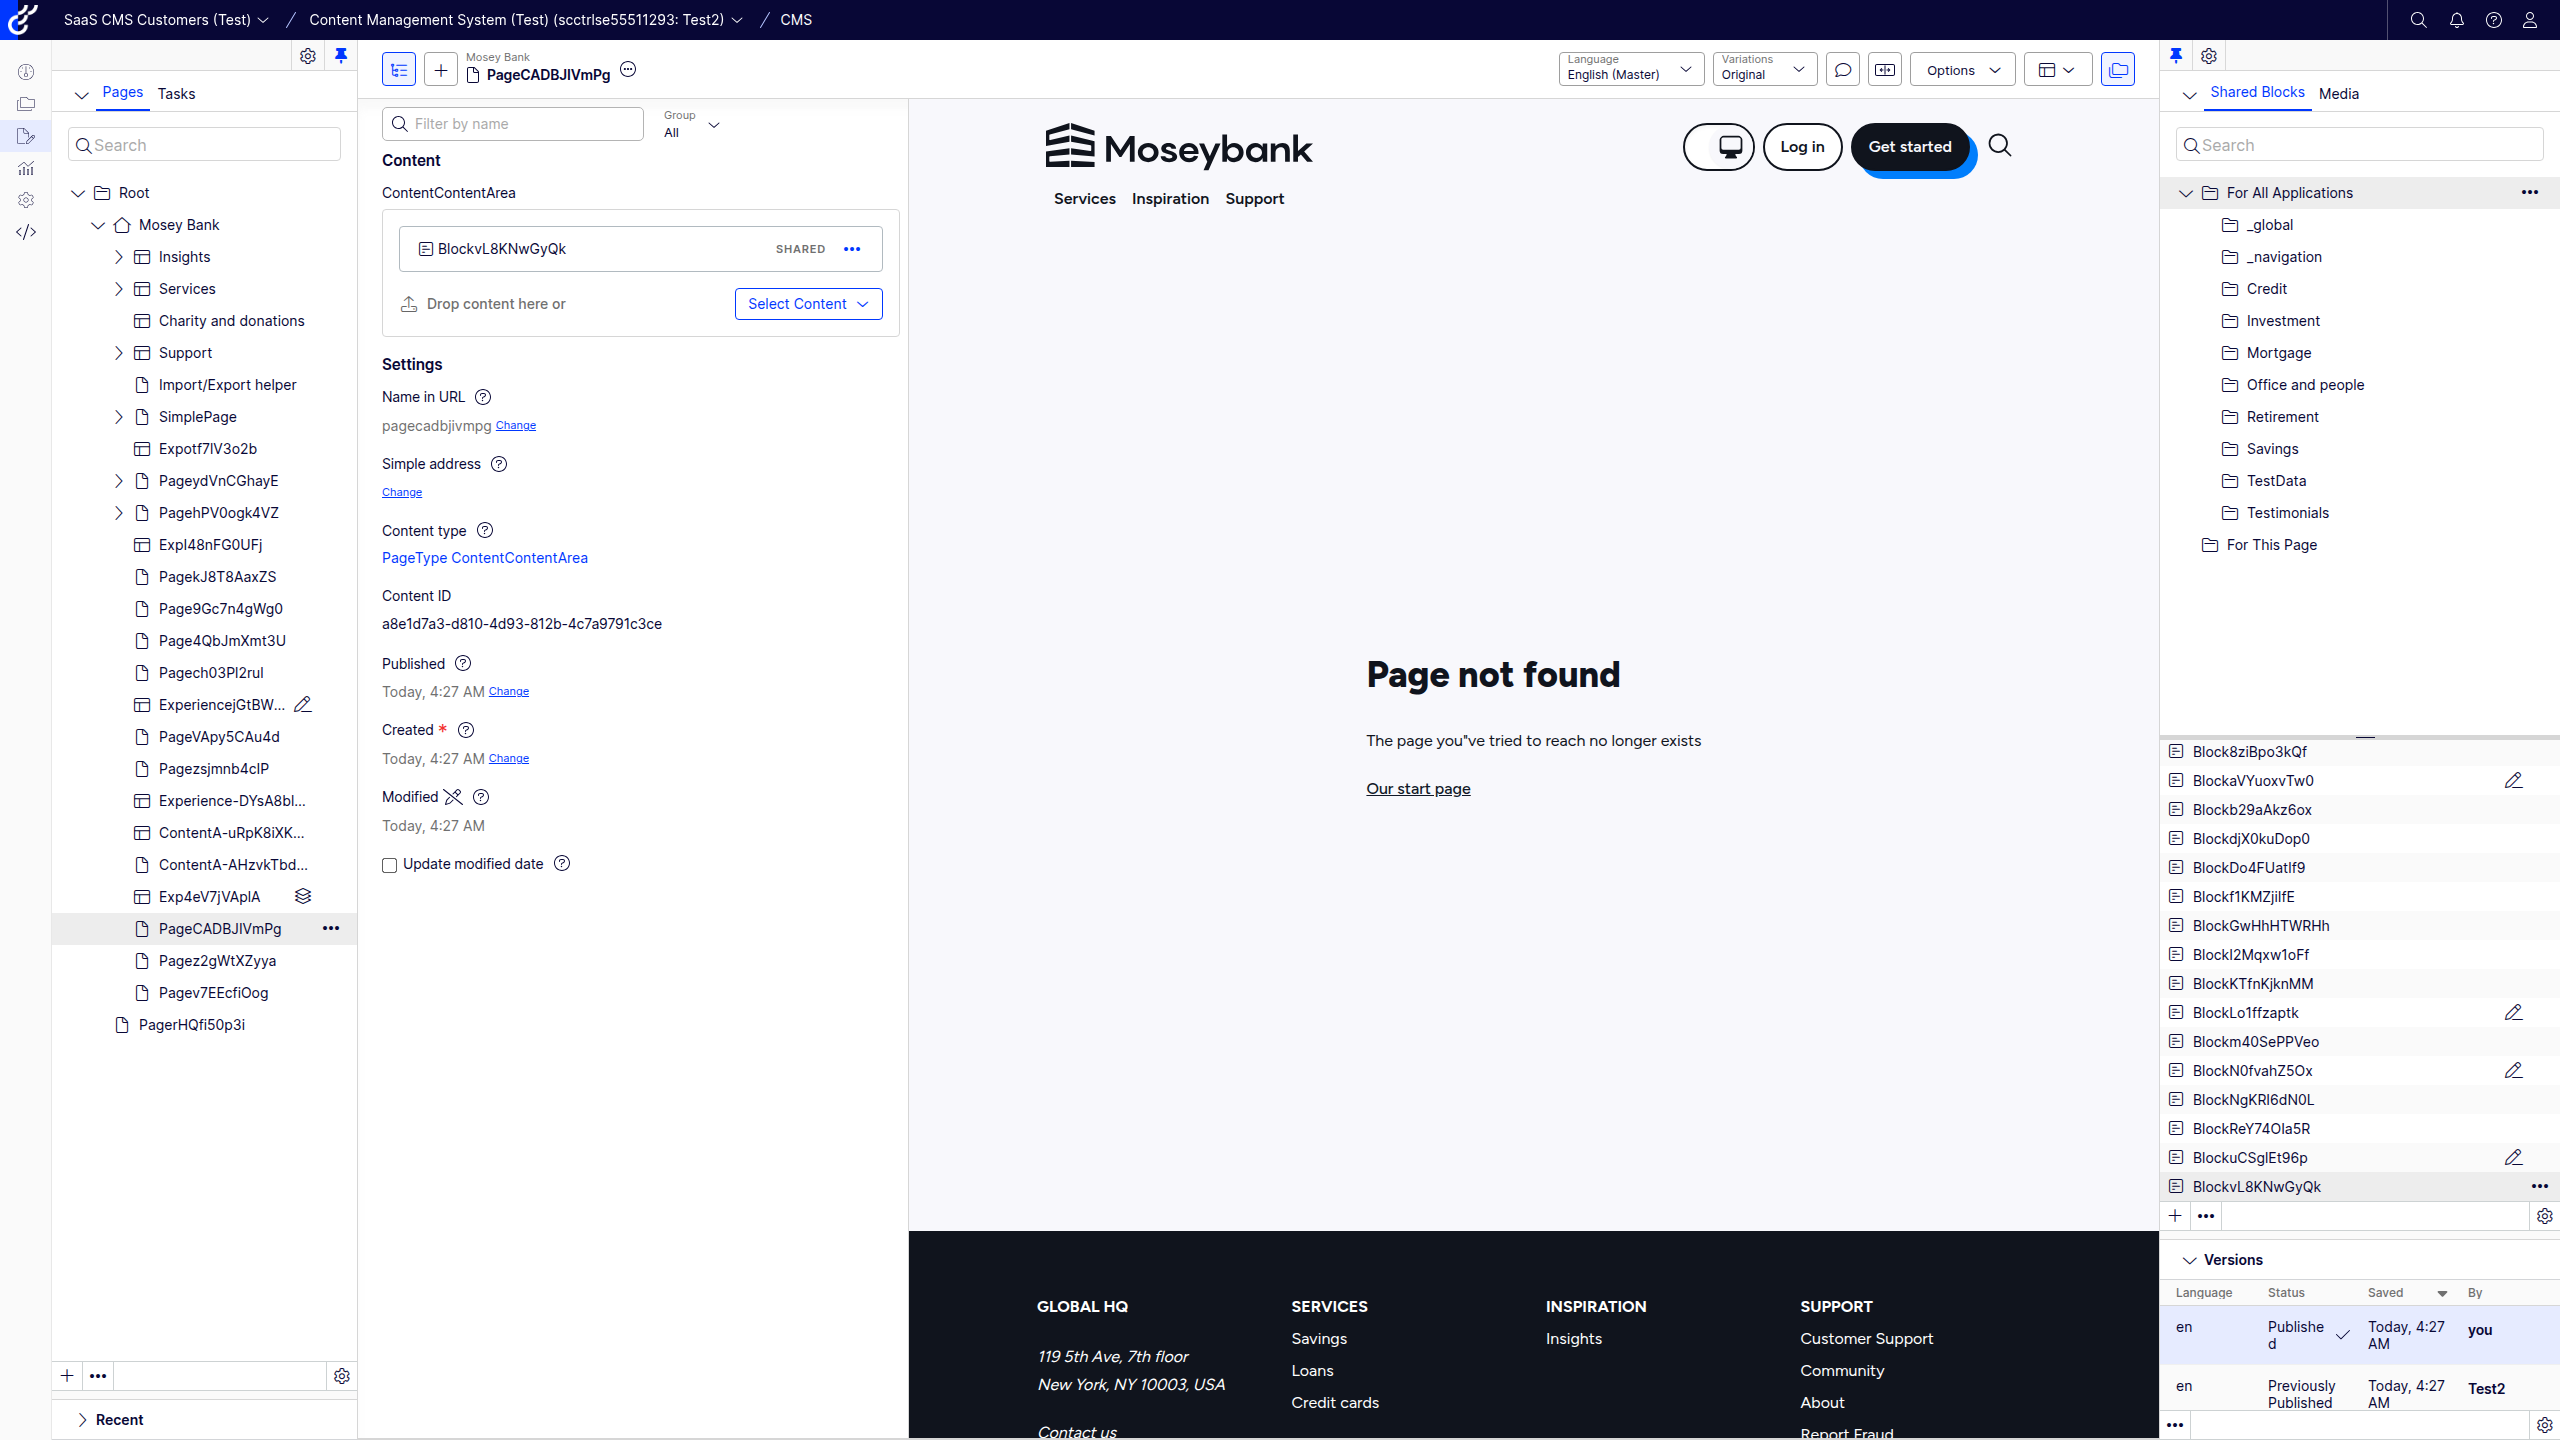 SaaS CMS Customers (Test) / Content Management System (Test) (scctrlse55511293: Test2) / CMS
Pages Tasks
Search
Root
Mosey Bank
Insights
Services
Charity and donations
Support
Import/Export helper
SimplePage
Expotf7lV3o2b
PageydVnCGhayE
PagehPV0ogk4VZ
ExpI48nFG0UFj
PagekJ8T8AaxZS
Page9Gc7n4gWg0
Page4QbJmXmt3U
Pagech03Pl2rul
ExperiencejGtBW...
PageVApy5CAu4d
Pagezsjmnb4clP
Experience-DYsA8bl...
ContentA-uRpK8iXK...
ContentA-AHzvkTbd...
Exp4eV7jVAplA
PageCADBJIVmPg
Pagez2gWtXZyya
Pagev7EEcfiOog
PagerHQfi50p3i
Recent
Mosey Bank
PageCADBJIVmPg
Language
English (Master)
Variations
Original
Options
Filter by name
Group
All
Content
ContentContentArea
BlockvL8KNwGyQk SHARED
Drop content here or Select Content
Settings
Name in URL
pagecadbjivmpg Change
Simple address
Change
Content type
PageType ContentContentArea
Content ID
a8e1d7a3-d810-4d93-812b-4c7a9791c3ce
Published
Today, 4:27 AM Change
Created *
Today, 4:27 AM Change
Modified
Today, 4:27 AM
Update modified date
Moseybank
Log in
Get started
Services Inspiration Support
Page not found
The page you"ve tried to reach no longer exists
Our start page
GLOBAL HQ
119 5th Ave, 7th floor
New York, NY 10003, USA
Contact us
SERVICES
Savings
Loans
Credit cards
INSPIRATION
Insights
SUPPORT
Customer Support
Community
About
Report Fraud
Shared Blocks Media
Search
For All Applications
_global
_navigation
Credit
Investment
Mortgage
Office and people
Retirement
Savings
TestData
Testimonials
For This Page
Block8ziBpo3kQf
BlockaVYuoxvTw0
Blockb29aAkz6ox
BlockdjX0kuDop0
BlockDo4FUatlf9
Blockf1KMZjilfE
BlockGwHhHTWRHh
BlockI2Mqxw1oFf
BlockKTfnKjknMM
BlockLo1ffzaptk
Blockm40SePPVeo
BlockN0fvahZ5Ox
BlockNgKRl6dN0L
BlockReY74Ola5R
BlockuCSglEt96p
BlockvL8KNwGyQk
Versions
Language Status Saved By
en Publishe
d Today, 4:27
AM you
en Previously
Published Today, 4:27
AM Test2